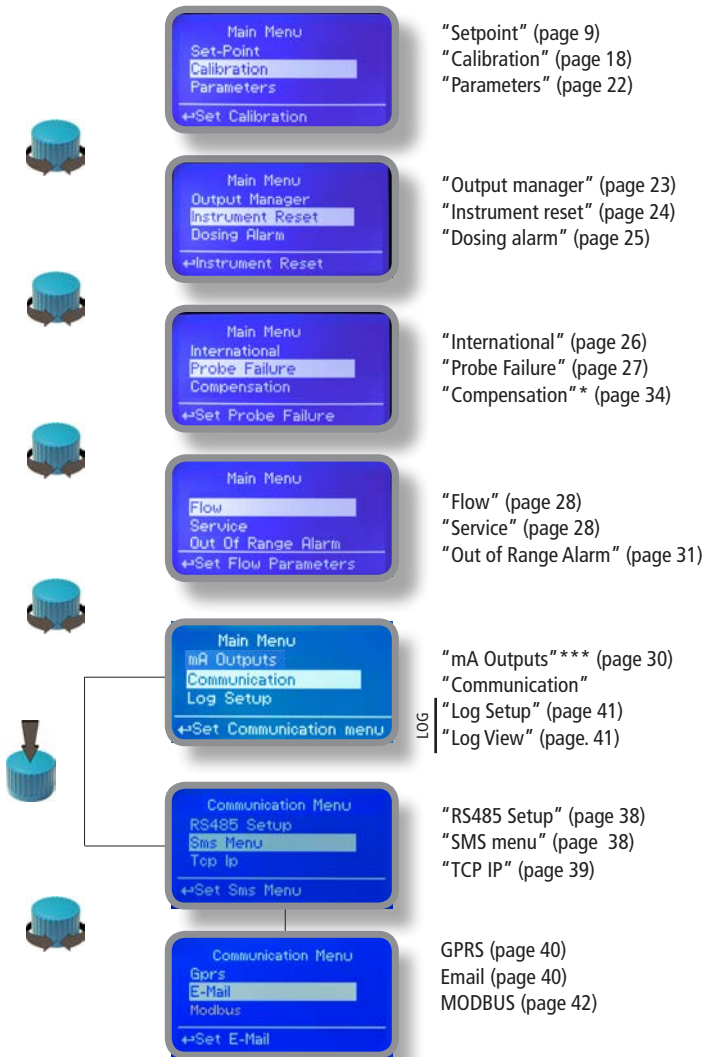 Main Menu
Set-Point
Calibration
Parameters
↵Set Calibration
"Setpoint" (page 9)
"Calibration" (page 18)
"Parameters" (page 22)
Main Menu
Output Manager
Instrument Reset
Dosing Alarm
↵Instrument Reset
"Output manager" (page 23)
"Instrument reset" (page 24)
"Dosing alarm" (page 25)
Main Menu
International
Probe Failure
Compensation
↵Set Probe Failure
"International" (page 26)
"Probe Failure" (page 27)
"Compensation"* (page 34)
Main Menu
Flow
Service
Out Of Range Alarm
↵Set Flow Parameters
"Flow" (page 28)
"Service" (page 28)
"Out of Range Alarm" (page 31)
Main Menu
mA Outputs
Communication
Log Setup
↵Set Communication menu
"mA Outputs"*** (page 30)
"Communication"
LOG
"Log Setup" (page 41)
"Log View" (page. 41)
Communication Menu
RS485 Setup
Sms Menu
Tcp Ip
↵Set Sms Menu
"RS485 Setup" (page 38)
"SMS menu" (page  38)
"TCP IP" (page 39)
Communication Menu
Gprs
E-Mail
Modbus
↵Set E-Mail
GPRS (page 40)
Email (page 40)
MODBUS (page 42)